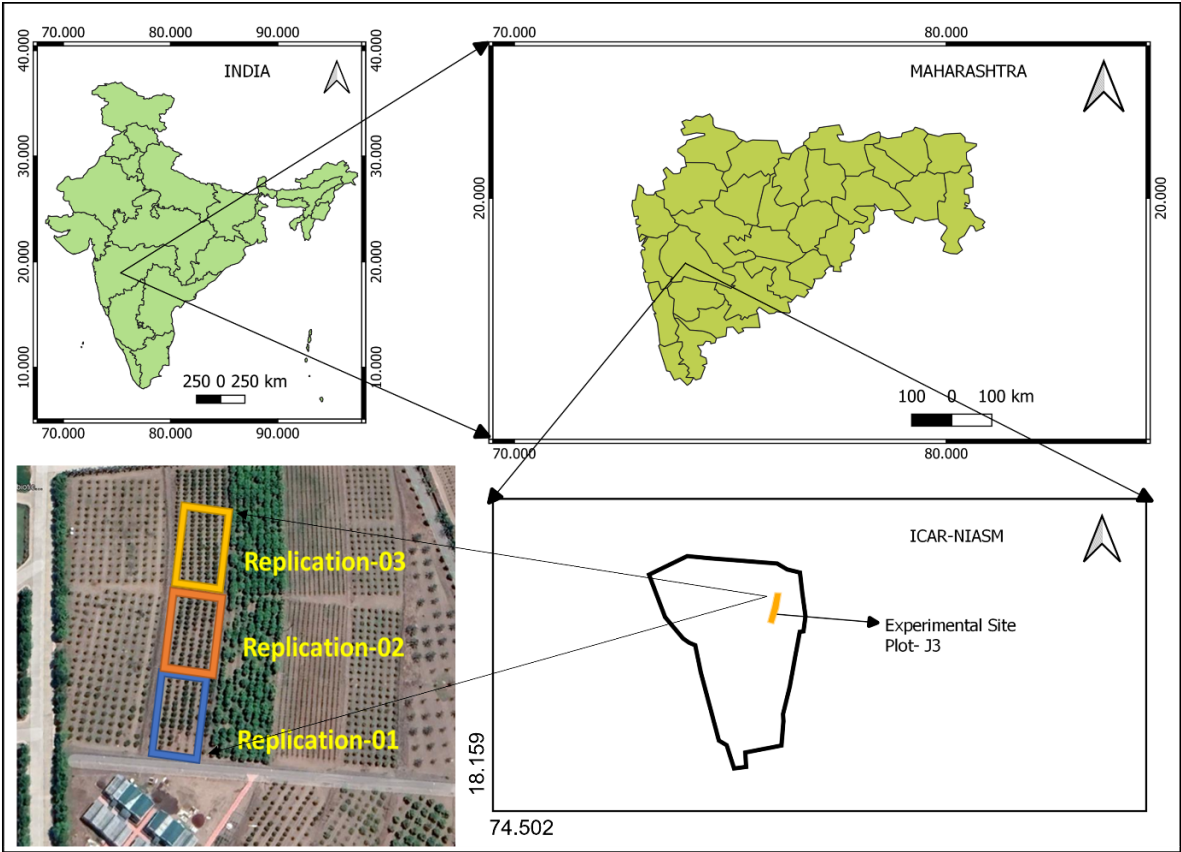 70.000 80.000 90.000
40.000
30.000
20.000
10.000
INDIA
40.000
30.000
20.000
10.000
250 0 250 km
70.000 80.000 90.000
70.000 80.000
MAHARASHTRA
20.000
20.000
100 0 100 km
70.000 80.000
Replication-03
Replication-02
Replication-01
ICAR-NIASM
Experimental Site
Plot- J3
18.159
74.502